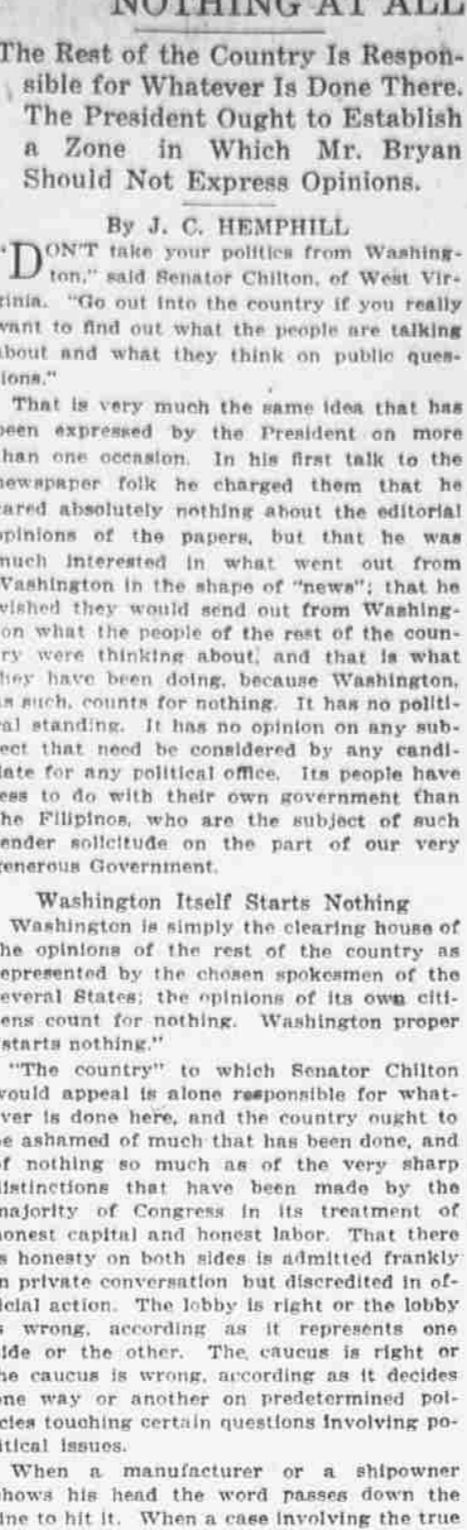 NOTHING AT ALL
The Rest of the Country Is Respon-
sible for Whatever Is Done There.
The President Ought to Establish
a Zone in Which Mr. Bryan
Should Not Express Opinions.
By J. C. HEMPHILL
"DON'T take your politics from Washing-
ton," said Senator Chilton, of West Vir-
ginia. "Go out into the country if you really
want to find out what the people are talking
about and what they think on public ques-
tions."
That is very much the same idea that has
been expressed by the President on more
than one occasion. In his first talk to the
newspaper folk he charged them that he
cared absolutely nothing about the editorial
opinions of the papers, but that he was
much interested in what went out from
Washington in the shape of "news"; that he
wished they would send out from Washing-
ton what the people of the rest of the coun-
try were thinking about, and that is what
they have been doing, because Washington,
as such, counts for nothing. It has no politi-
cal standing. It has no opinion on any sub-
ject that need be considered by any candi-
date for any political office. Its people have
less to do with their own government than
the Filipinos, who are the subject of such
tender solicitude on the part of our very
generous Government.
Washington Itself Starts Nothing
Washington is simply the clearing house of
the opinions of the rest of the country as
represented by the chosen spokesmen of the
several States; the opinions of its own citi-
zens count for nothing. Washington proper
"starts nothing."
"The country" to which Senator Chilton
would appeal is alone responsible for what-
ever is done here, and the country ought to
be ashamed of much that has been done, and
of nothing so much as of the very sharp
distinctions that have been made by the
majority of Congress in its treatment of
honest capital and honest labor. That there
is honesty on both sides is admitted frankly
in private conversation but discredited in of-
ficial action. The lobby is right or the lobby
is wrong, according as it represents one
side or the other. The caucus is right or
the caucus is wrong, according as it decides
one way or another on predetermined pol-
icies touching certain questions involving po-
litical issues.
When a manufacturer or a shipowner
shows his head the word passes down the
line to hit it. When a case involving the true